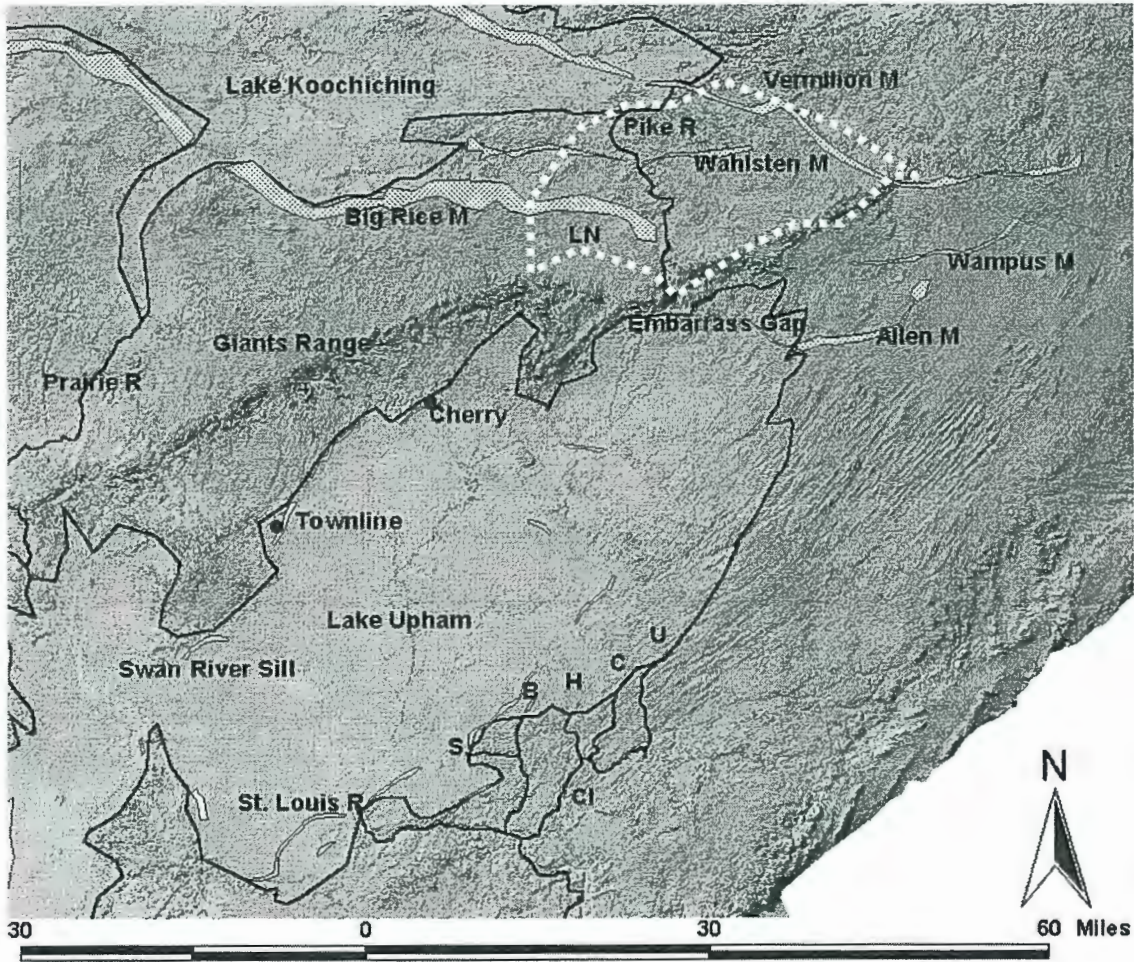 Lake Koochiching
Vermilion M
Pike R
Wahlsten M
Big Rice M
LN
Wampus M
Embarrass Gap
Allen M
Giants Range
Prairie R
Cherry
Townline
Lake Upham
U
C
Swan River Sill
H
B
S
N
St. Louis R
Cl
30 0 30 60 Miles